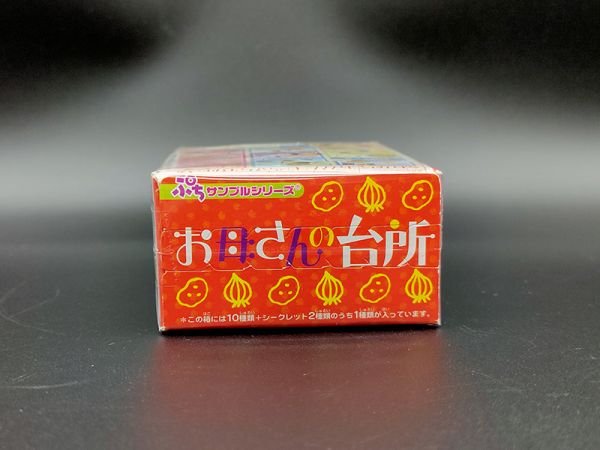 ぷちサンプルシリーズ®
お母さんの台所
※この箱には10種類+シークレット2種類のうち1種類が入っています。